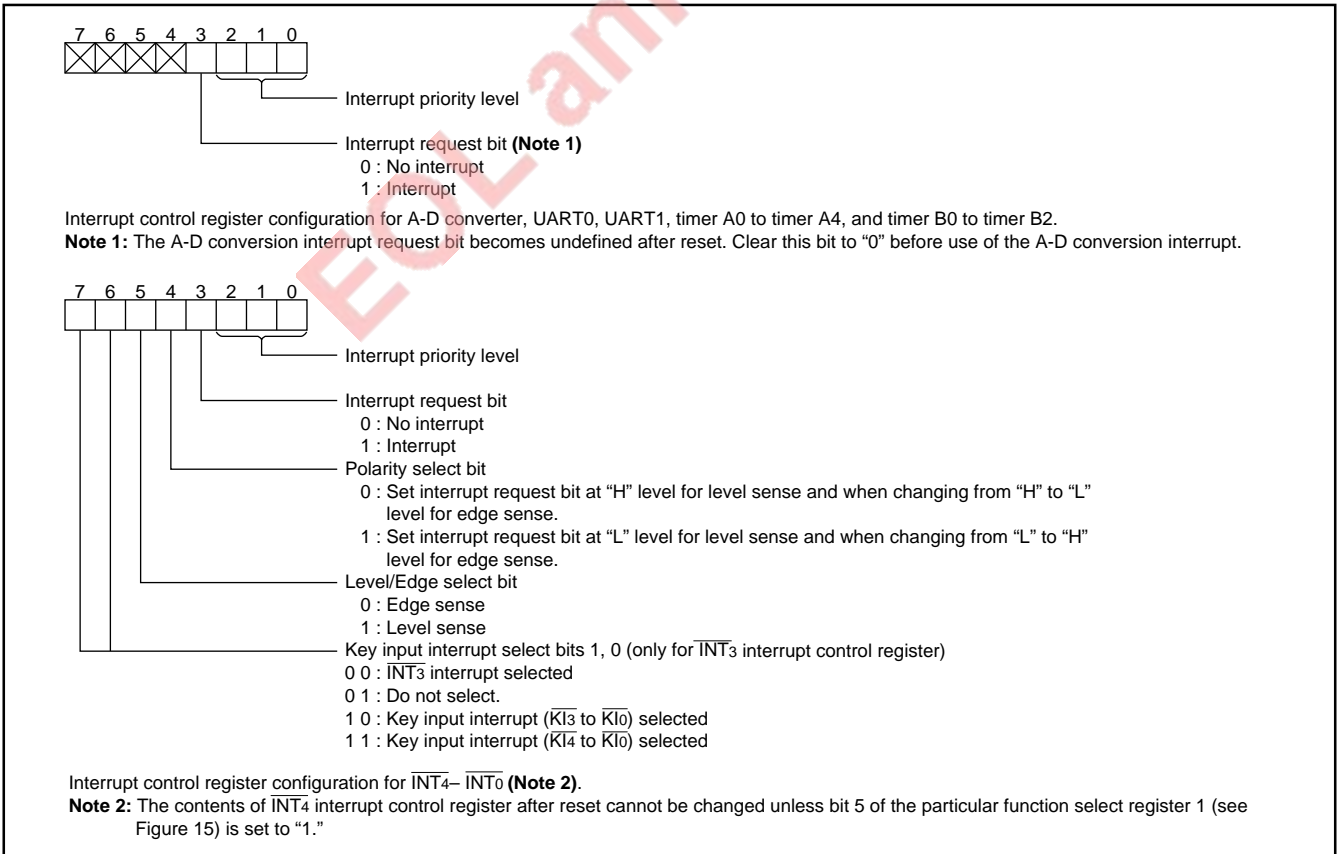 7 6 5 4 3 2 1 0
Interrupt priority level
Interrupt request bit (Note 1)
0 : No interrupt
1 : Interrupt
Interrupt control register configuration for A-D converter, UART0, UART1, timer A0 to timer A4, and timer B0 to timer B2.
Note 1: The A-D conversion interrupt request bit becomes undefined after reset. Clear this bit to “0” before use of the A-D conversion interrupt.
EOL an
7 6 5 4 3 2 1 0
Interrupt priority level
Interrupt request bit
0 : No interrupt
1 : Interrupt
Polarity select bit
0 : Set interrupt request bit at “H” level for level sense and when changing from “H” to “L”
level for edge sense.
1 : Set interrupt request bit at “L” level for level sense and when changing from “L” to “H”
level for edge sense.
Level/Edge select bit
0 : Edge sense
1 : Level sense
Key input interrupt select bits 1, 0 (only for INT3 interrupt control register)
0 0 : INT3 interrupt selected
0 1 : Do not select.
1 0 : Key input interrupt (KI3 to KI0) selected
1 1 : Key input interrupt (KI4 to KI0) selected
Interrupt control register configuration for INT4– INT0 (Note 2).
Note 2: The contents of INT4 interrupt control register after reset cannot be changed unless bit 5 of the particular function select register 1 (see
Figure 15) is set to “1.”